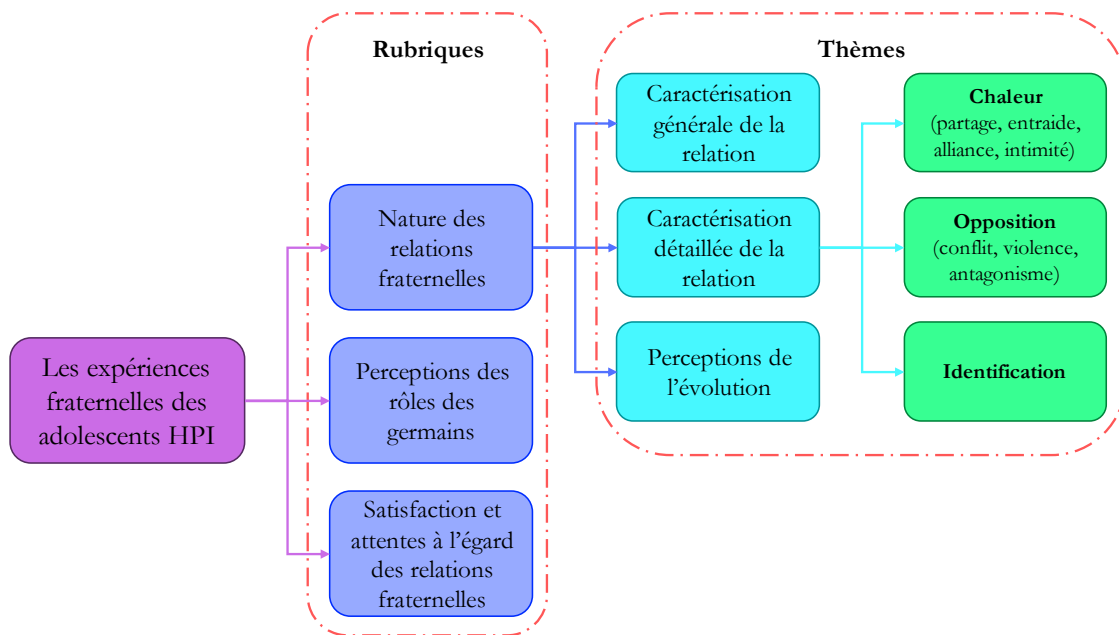 Rubriques
Thèmes
Les expériences
fraternelles des
adolescents HPI
Nature des
relations
fraternelles
Perceptions des
rôles des
germains
Satisfaction et
attentes à l’égard
des relations
fraternelles
Caractérisation
générale de la
relation
Caractérisation
détaillée de la
relation
Perceptions de
l’évolution
Chaleur
(partage, entraide,
alliance, intimité)
Opposition
(conflit, violence,
antagonisme)
Identification